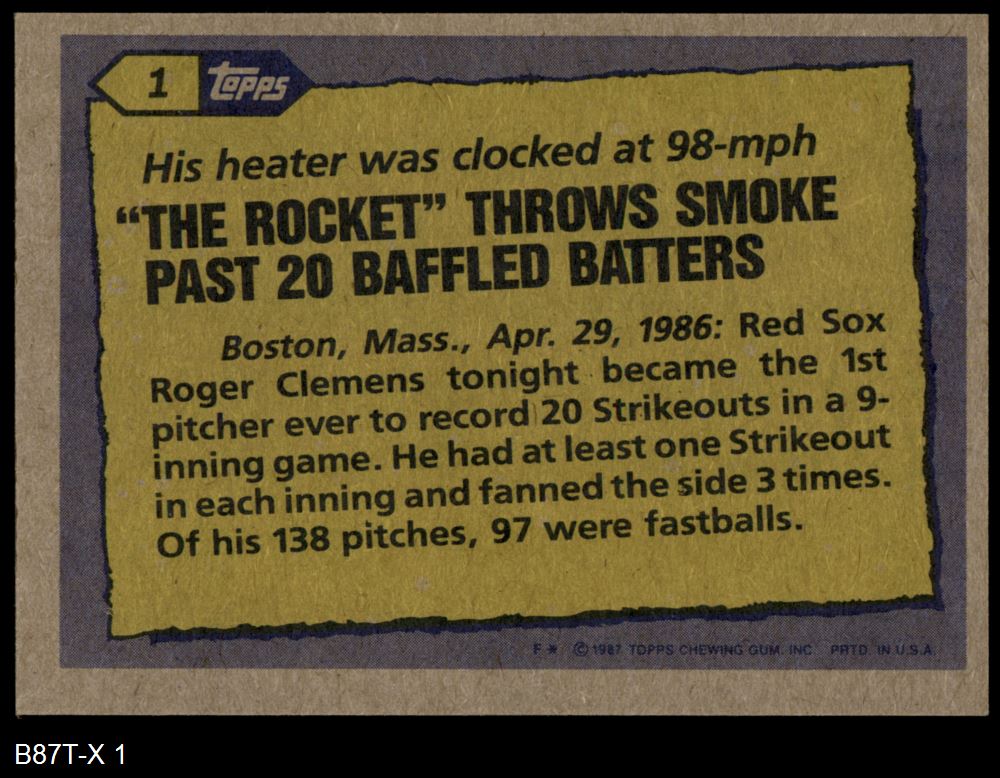 1 topps
His heater was clocked at 98-mph
“THE ROCKET” THROWS SMOKE
PAST 20 BAFFLED BATTERS
Boston, Mass., Apr. 29, 1986: Red Sox
Roger Clemens tonight became the 1st
pitcher ever to record 20 Strikeouts in a 9-
inning game. He had at least one Strikeout
in each inning and fanned the side 3 times.
Of his 138 pitches, 97 were fastballs.
F* © 1987 TOPPS CHEWING GUM, INC. PRTD. IN U.S.A.
B87T-X 1